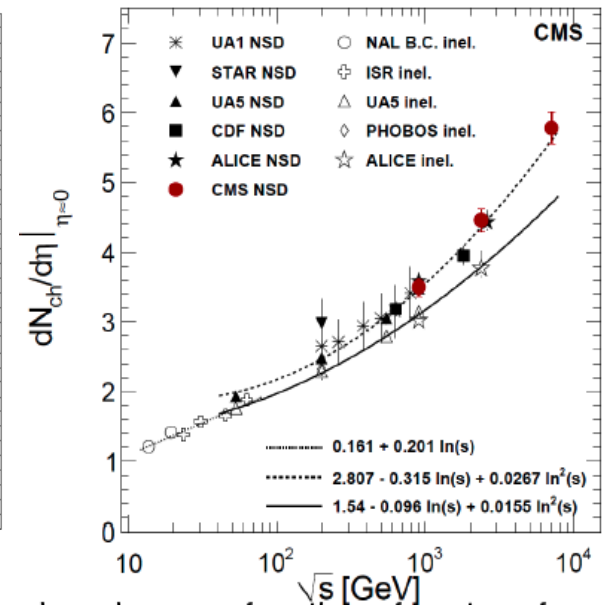 CMS
UA1 NSD
NAL B.C. inel.
STAR NSD
ISR inel.
UA5 NSD
UA5 inel.
CDF NSD
PHOBOS inel.
ALICE NSD
ALICE inel.
CMS NSD
7
6
5
4
3
2
1
0
dN_ch/dη|_η≈0
0.161 + 0.201 ln(s)
2.807 - 0.315 ln(s) + 0.0267 ln²(s)
1.54 - 0.096 ln(s) + 0.0155 ln²(s)
10 10² 10³ 10⁴
√s [GeV]